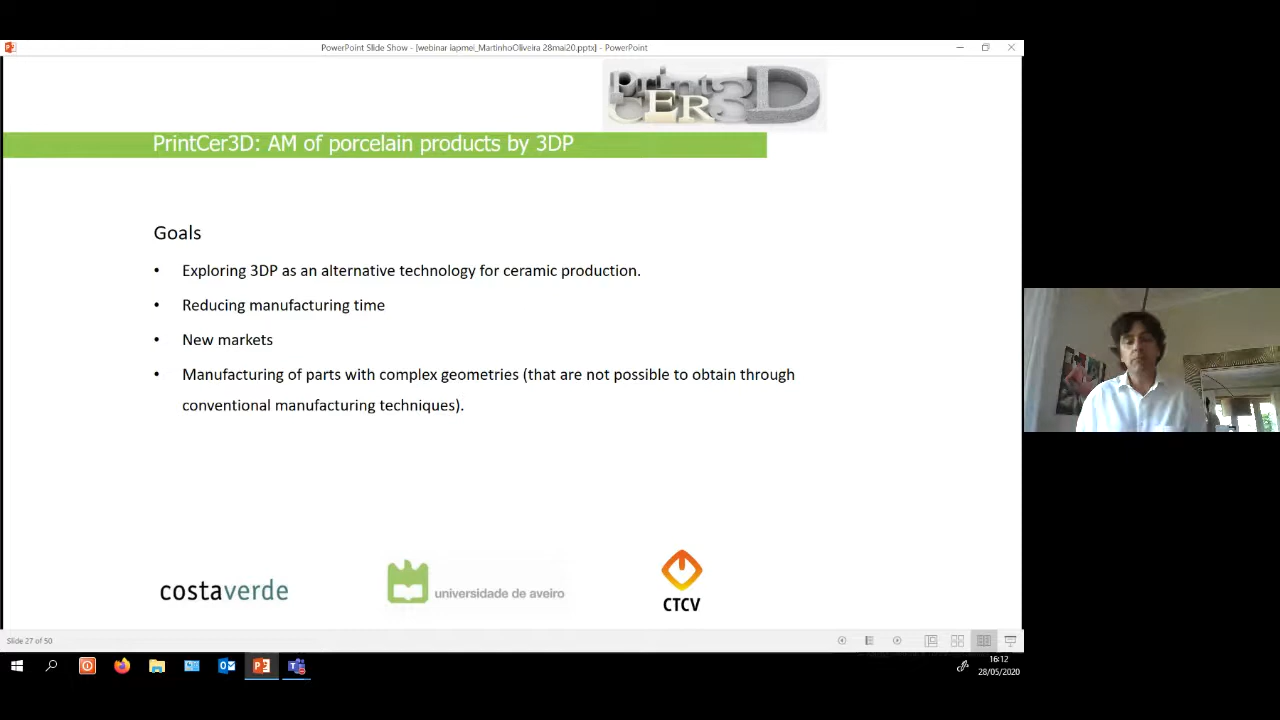 PowerPoint Slide Show - [webinar iapmei_MartinhoOliveira 28mai20.pptx] - PowerPoint
Print
CER3D
PrintCer3D: AM of porcelain products by 3DP
Goals
• Exploring 3DP as an alternative technology for ceramic production.
• Reducing manufacturing time
• New markets
• Manufacturing of parts with complex geometries (that are not possible to obtain through
conventional manufacturing techniques).
costaverde
universidade de aveiro
CTCV
Slide 27 of 50
16:12
28/05/2020